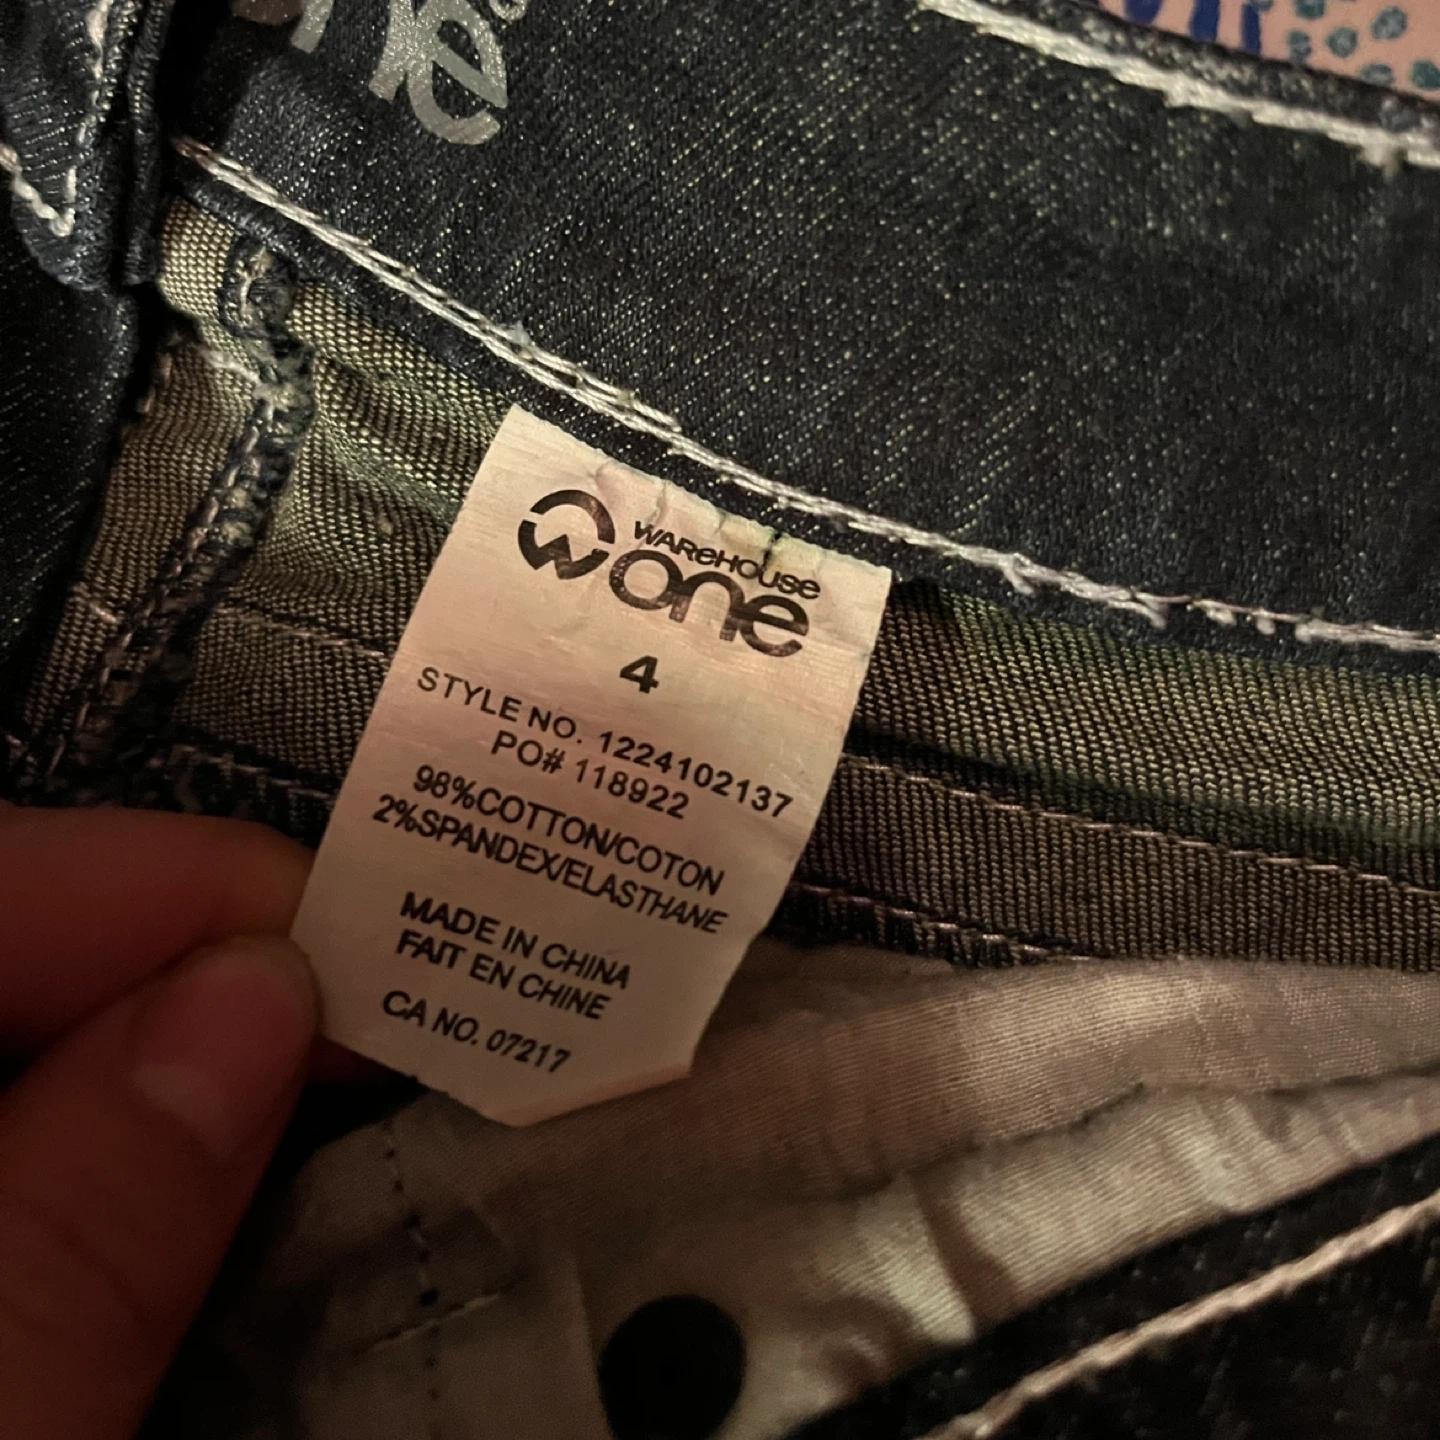 ne
WAREHOUSE
one
4
STYLE NO. 1224102137
PO# 118922
98%COTTON/COTON
2%SPANDEX/ELASTHANE
MADE IN CHINA
FAIT EN CHINE
CA NO. 07217